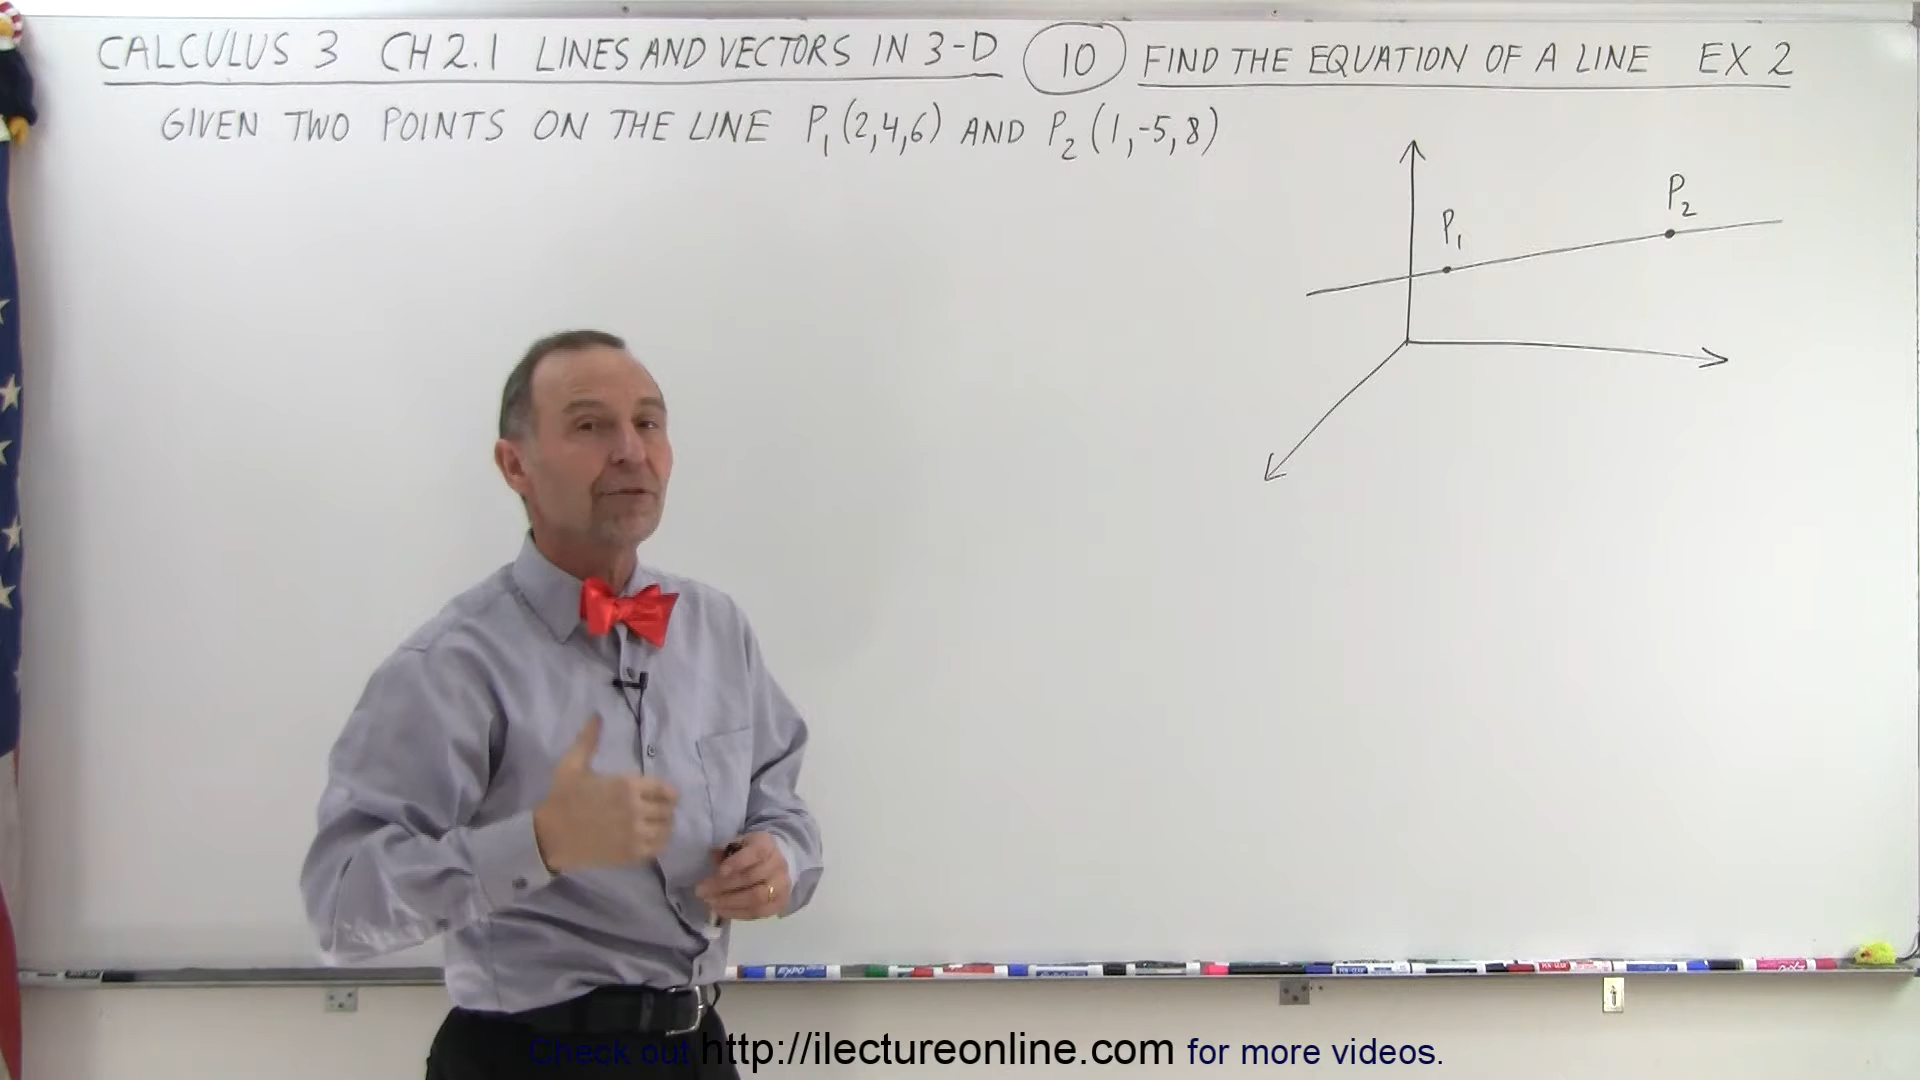 CALCULUS 3 CH 2.1 LINES AND VECTORS IN 3-D 10 FIND THE EQUATION OF A LINE EX 2
GIVEN TWO POINTS ON THE LINE P₁ (2,4,6) AND P₂ (1,-5,8)
P₂
P₁
EXPO
Check out http://ilectureonline.com for more videos.